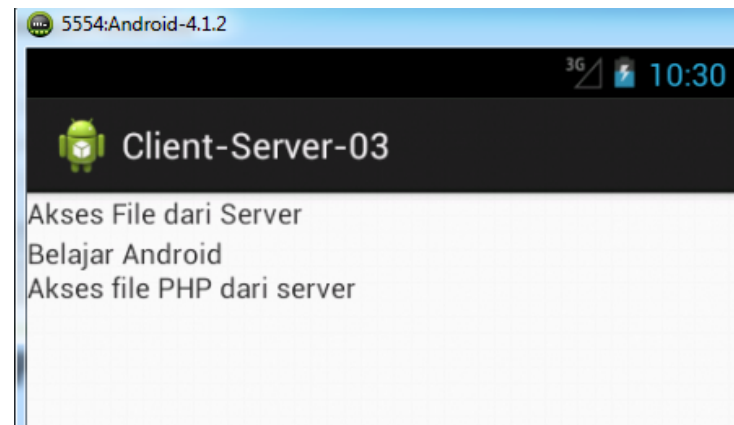 5554:Android-4.1.2
3G 10:30
Client-Server-03
Akses File dari Server
Belajar Android
Akses file PHP dari server